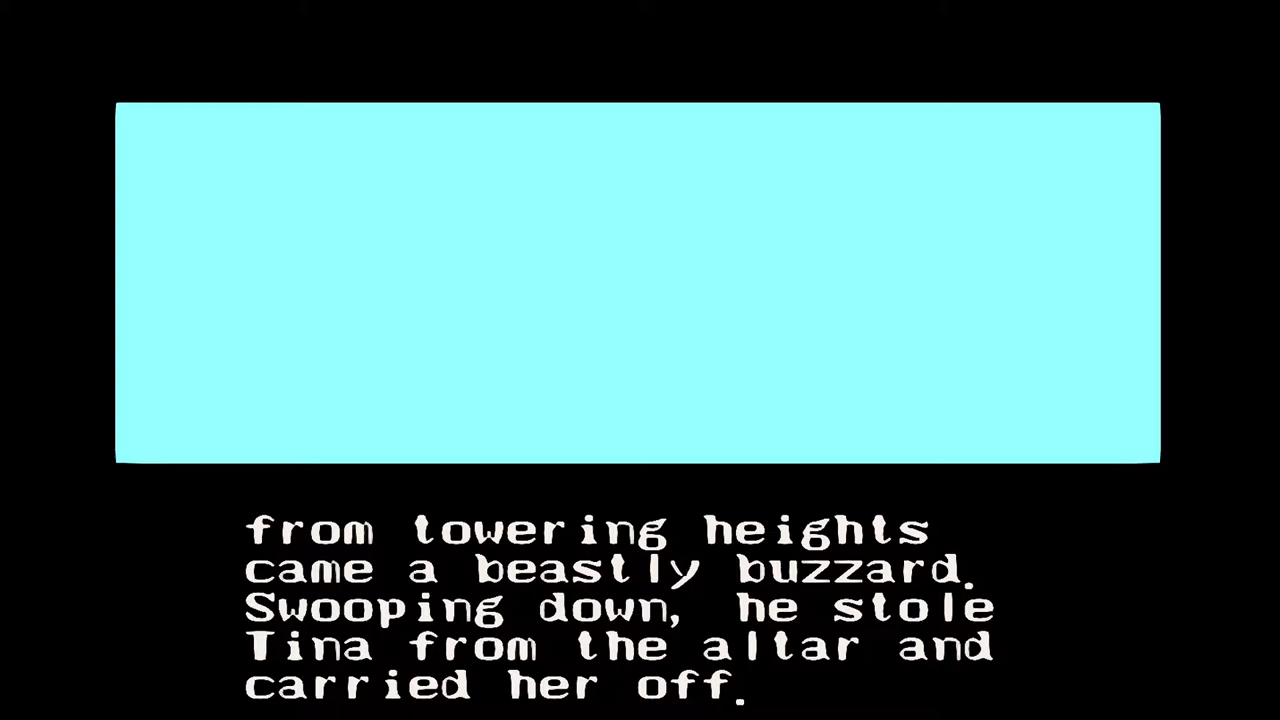 from towering heights
came a beastly buzzard.
Swooping down, he stole
Tina from the altar and
carried her off.